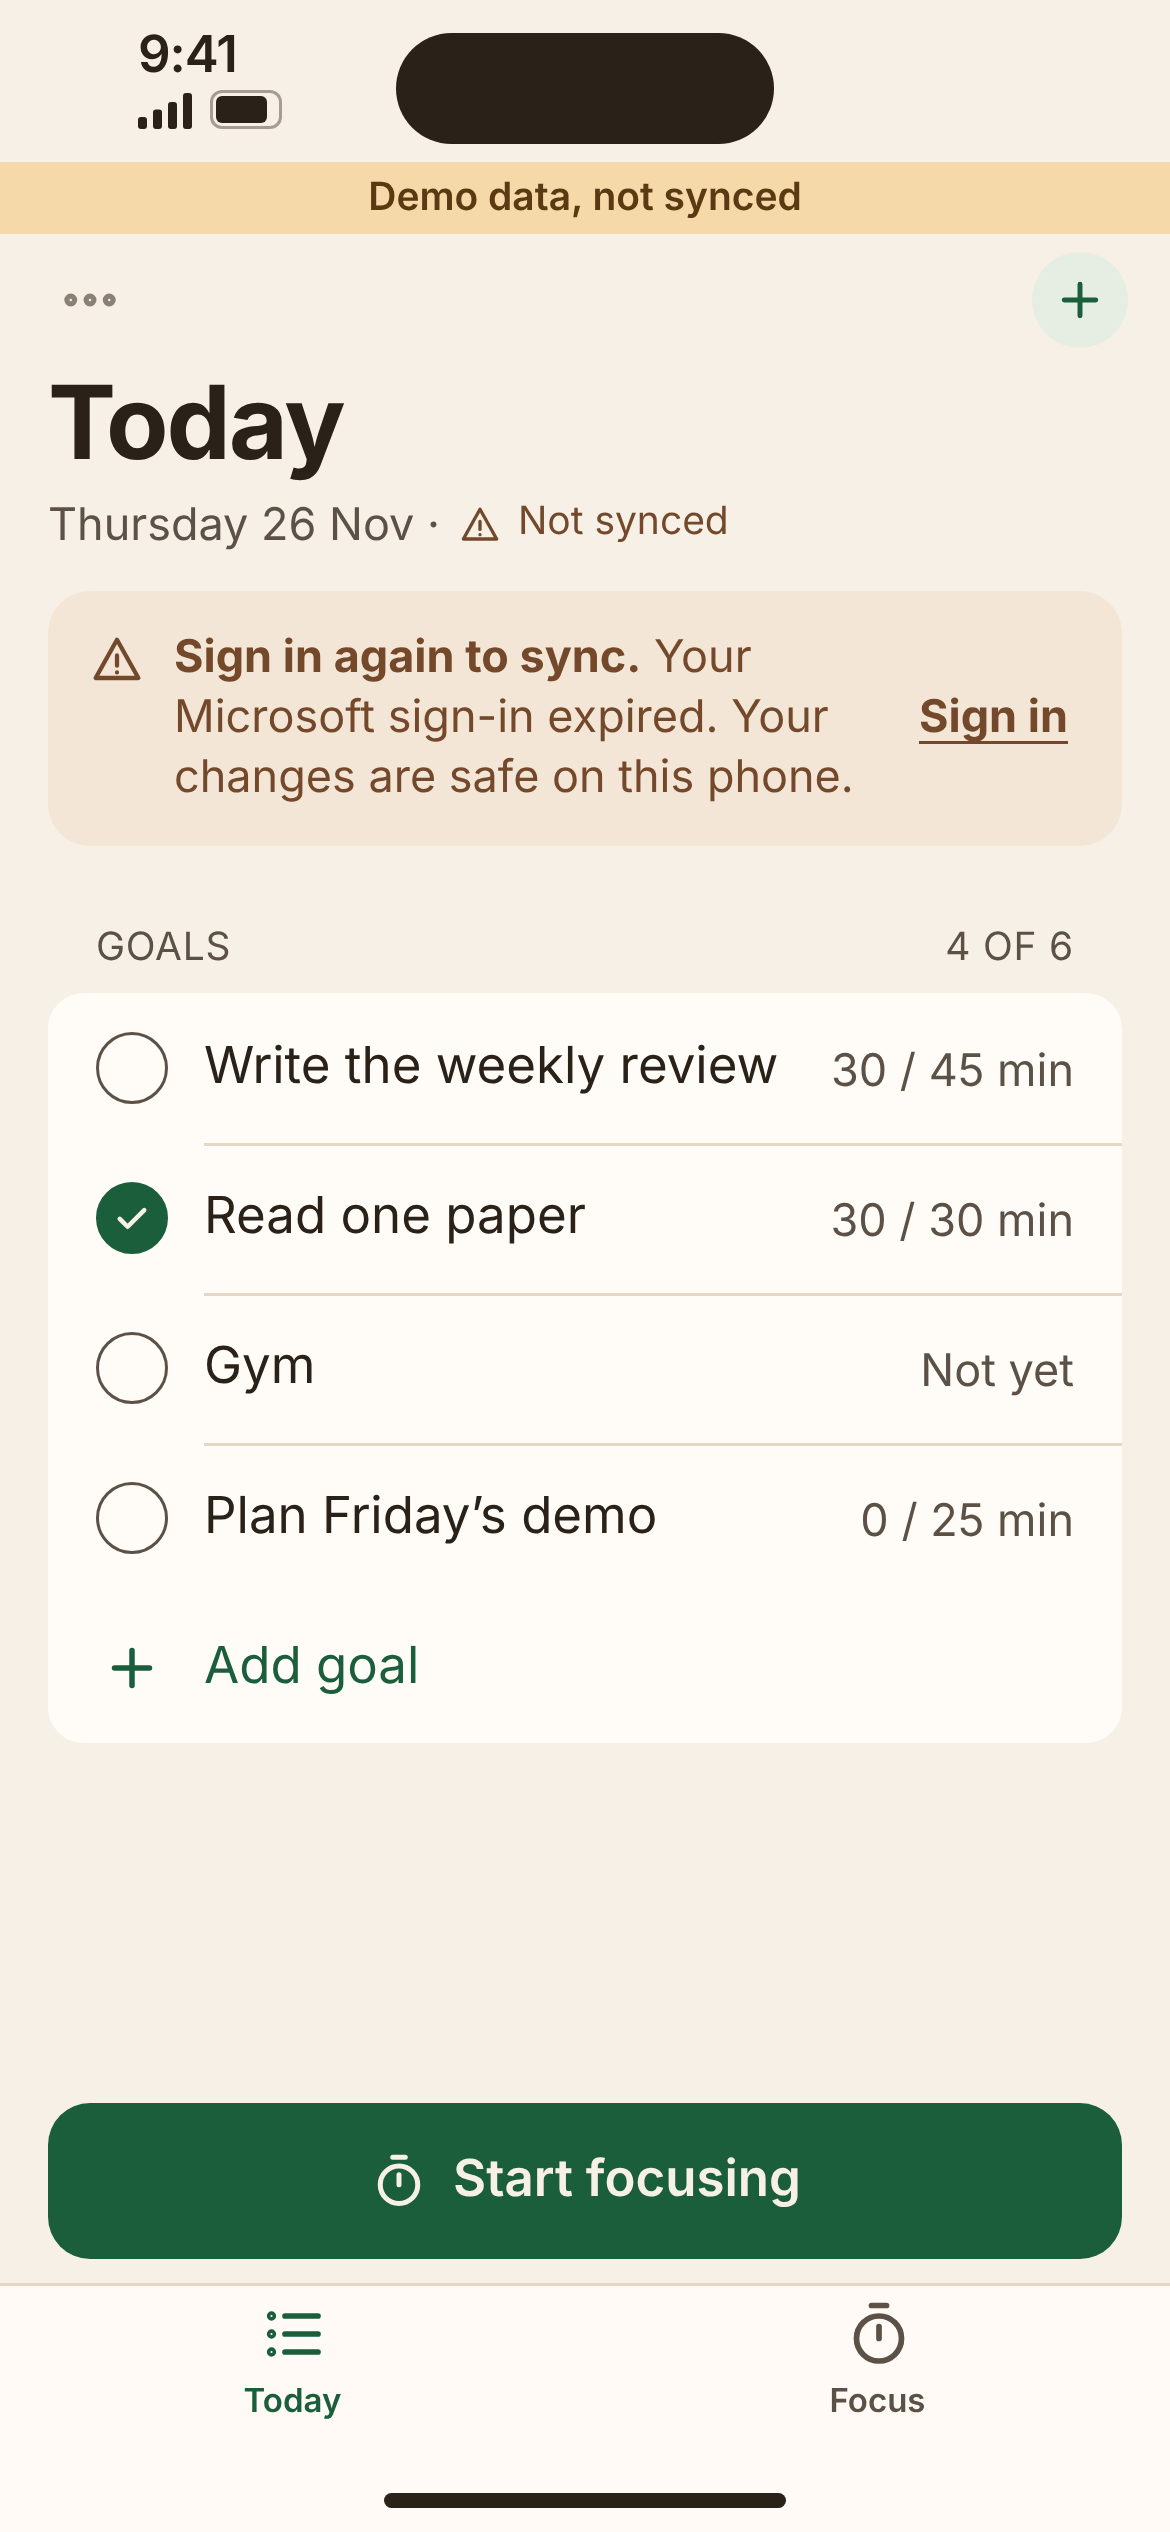 9:41
Demo data, not synced
Today
Thursday 26 Nov · Not synced
Sign in again to sync. Your
Microsoft sign-in expired. Your
changes are safe on this phone.
Sign in
GOALS 4 OF 6
Write the weekly review 30 / 45 min
Read one paper 30 / 30 min
Gym Not yet
Plan Friday’s demo 0 / 25 min
Add goal
Start focusing
Today Focus